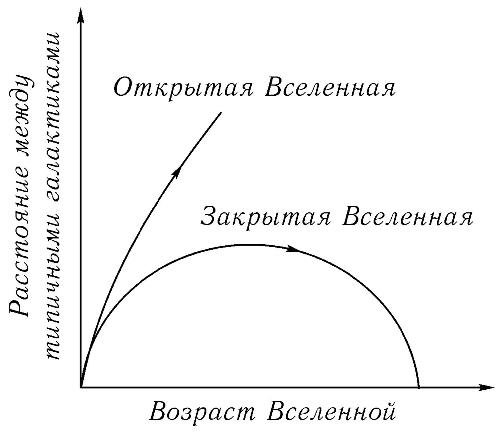 Расстояние между
типичными галактиками
Открытая Вселенная
Закрытая Вселенная
Возраст Вселенной